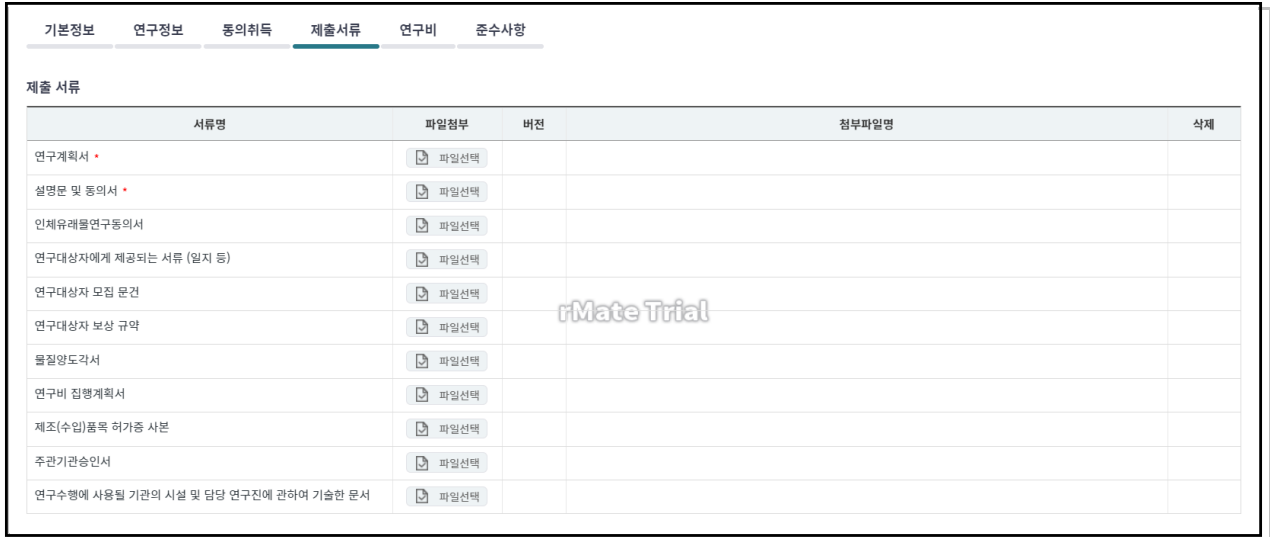 기본정보 연구정보 동의취득 제출서류 연구비 준수사항
제출 서류
서류명 파일첨부 버전 첨부파일명 삭제
연구계획서 * 파일선택
설명문 및 동의서 * 파일선택
인체유래물연구동의서 파일선택
연구대상자에게 제공되는 서류 (일지 등) 파일선택
연구대상자 모집 문건 파일선택
rMate Trial
연구대상자 보상 규약 파일선택
물질양도각서 파일선택
연구비 집행계획서 파일선택
제조(수입)품목 허가증 사본 파일선택
주관기관승인서 파일선택
연구수행에 사용될 기관의 시설 및 담당 연구진에 관하여 기술한 문서 파일선택